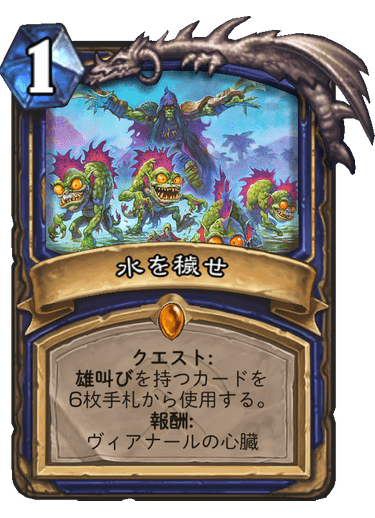 1
水を穢せ
クエスト:
雄叫びを持つカードを
6枚手札から使用する。
報酬:
ヴィアナールの心臓